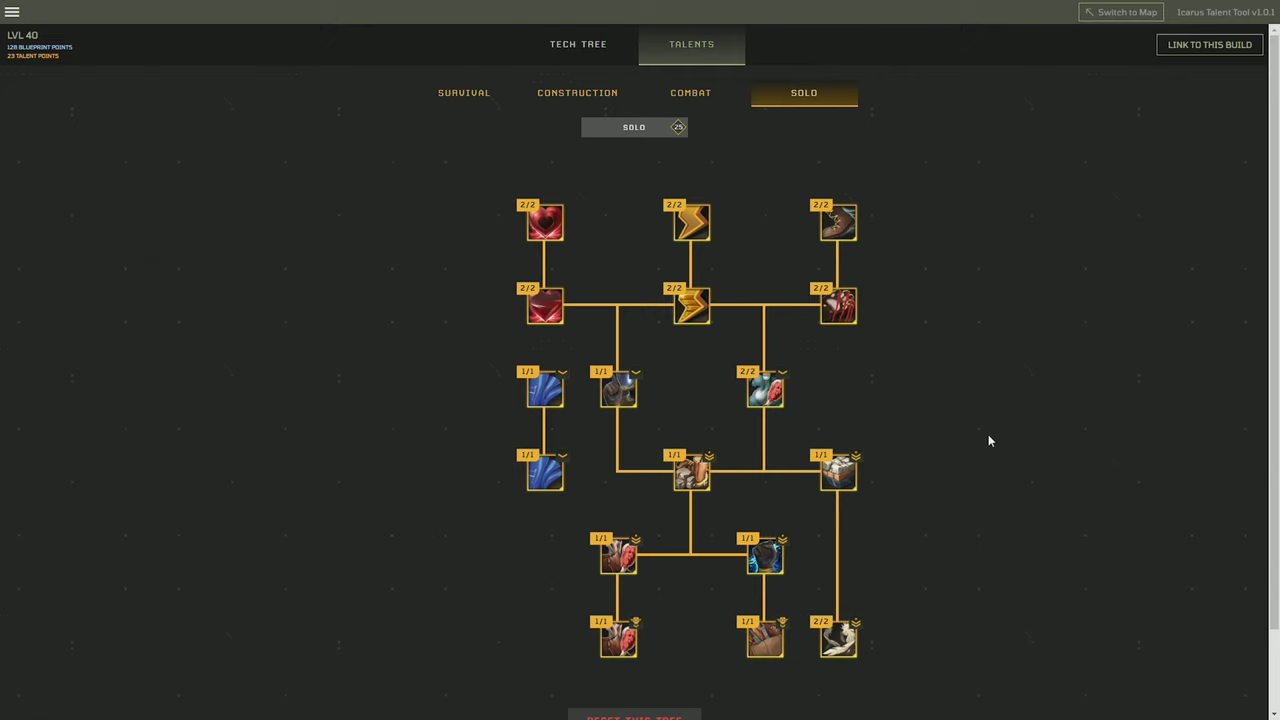 Switch to Map
Icarus Talent Tool v1.0.1
LVL 40
128 BLUEPRINT POINTS
23 TALENT POINTS
TECH TREE
TALENTS
LINK TO THIS BUILD
SURVIVAL
CONSTRUCTION
COMBAT
SOLO
SOLO 25
2/2 2/2 2/2
2/2 2/2 2/2
1/1 1/1 2/2
1/1 1/1 1/1
1/1 1/1
1/1 1/1 2/2
RESET THIS TREE